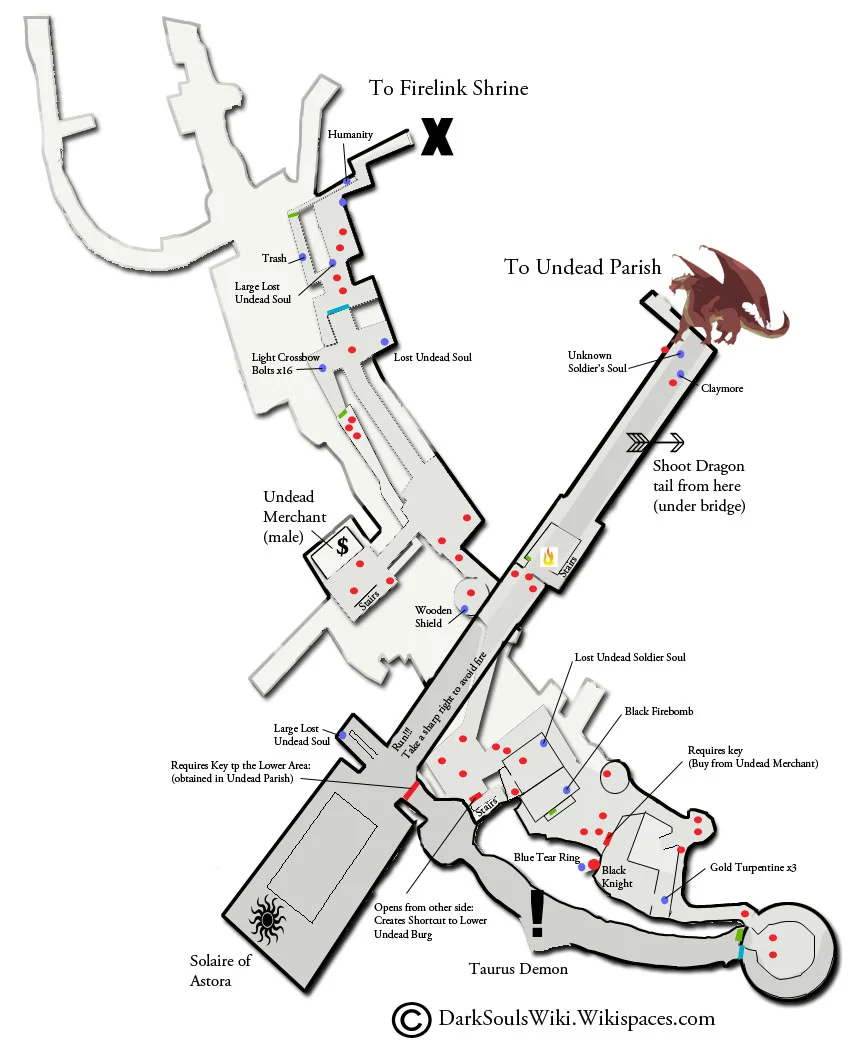 To Firelink Shrine
X
Humanity
Trash
Large Lost
Undead Soul
To Undead Parish
Light Crossbow
Bolts x16
Lost Undead Soul
Unknown
Soldier's Soul
Claymore
Shoot Dragon
tail from here
(under bridge)
Undead
Merchant
(male)
$
Stairs
Stairs
Wooden
Shield
Run!!!
Take a sharp right to avoid fire
Lost Undead Soldier Soul
Black Firebomb
Large Lost
Undead Soul
Requires Key tp the Lower Area:
(obtained in Undead Parish)
Requires key
(Buy from Undead Merchant)
Stairs
Blue Tear Ring
Black
Knight
Gold Turpentine x3
Opens from other side:
Creates Shortcut to Lower
Undead Burg
!
Solaire of
Astora
Taurus Demon
© DarkSoulsWiki.Wikispaces.com